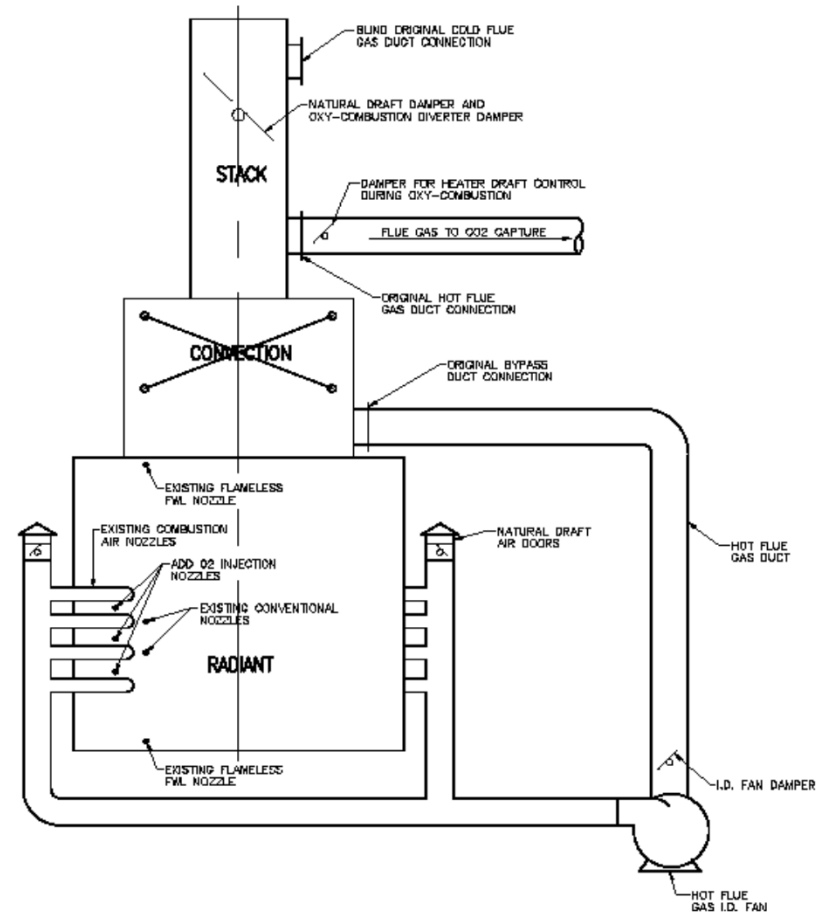 BLIND ORIGINAL COLD FLUE
GAS DUCT CONNECTION
NATURAL DRAFT DAMPER AND
OXY-COMBUSTION DIVERTER DAMPER
STACK
DAMPER FOR HEATER DRAFT CONTROL
DURING OXY-COMBUSTION
FLUE GAS TO CO2 CAPTURE
ORIGINAL HOT FLUE
GAS DUCT CONNECTION
CONVECTION
ORIGINAL BYPASS
DUCT CONNECTION
EXISTING FLAMELESS
FWL NOZZLE
EXISTING COMBUSTION
AIR NOZZLES
NATURAL DRAFT
AIR DOORS
HOT FLUE
GAS DUCT
ADD O2 INJECTION
NOZZLES
EXISTING CONVENTIONAL
NOZZLES
RADIANT
EXISTING FLAMELESS
FWL NOZZLE
I.D. FAN DAMPER
HOT FLUE
GAS I.D. FAN